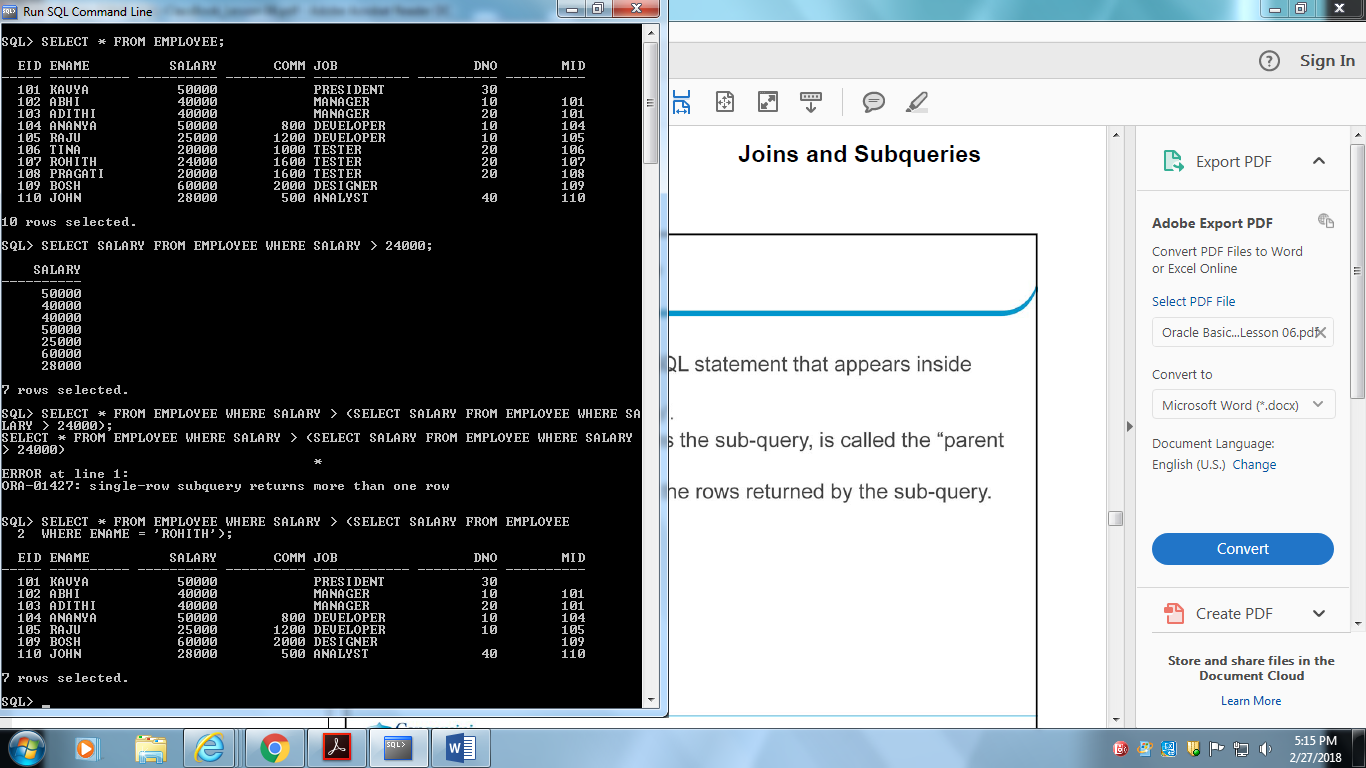 Run SQL Command Line
SQL> SELECT * FROM EMPLOYEE;
EID ENAME SALARY COMM JOB DNO MID
101 KAVYA 50000 PRESIDENT 30
102 ABHI 40000 MANAGER 10 101
103 ADITHI 40000 MANAGER 20 101
104 ANANYA 50000 800 DEVELOPER 10 104
105 RAJU 25000 1200 DEVELOPER 10 105
106 TINA 20000 1000 TESTER 20 106
107 ROHITH 24000 1600 TESTER 20 107
108 PRAGATI 20000 1600 TESTER 20 108
109 BOSH 60000 2000 DESIGNER 109
110 JOHN 28000 500 ANALYST 40 110
10 rows selected.
SQL> SELECT SALARY FROM EMPLOYEE WHERE SALARY > 24000;
SALARY
50000
40000
40000
50000
25000
60000
28000
7 rows selected.
SQL> SELECT * FROM EMPLOYEE WHERE SALARY > (SELECT SALARY FROM EMPLOYEE WHERE SA
LARY > 24000);
SELECT * FROM EMPLOYEE WHERE SALARY > (SELECT SALARY FROM EMPLOYEE WHERE SALARY
> 24000)
*
ERROR at line 1:
ORA-01427: single-row subquery returns more than one row
SQL> SELECT * FROM EMPLOYEE WHERE SALARY > (SELECT SALARY FROM EMPLOYEE
2 WHERE ENAME = 'ROHITH');
EID ENAME SALARY COMM JOB DNO MID
101 KAVYA 50000 PRESIDENT 30
102 ABHI 40000 MANAGER 10 101
103 ADITHI 40000 MANAGER 20 101
104 ANANYA 50000 800 DEVELOPER 10 104
105 RAJU 25000 1200 DEVELOPER 10 105
109 BOSH 60000 2000 DESIGNER 109
110 JOHN 28000 500 ANALYST 40 110
7 rows selected.
SQL>
Sign In
Joins and Subqueries
QL statement that appears inside
.
s the sub-query, is called the “parent
he rows returned by the sub-query.
Export PDF
Adobe Export PDF
Convert PDF Files to Word
or Excel Online
Select PDF File
Oracle Basic...Lesson 06.pdf
Convert to
Microsoft Word (*.docx)
Document Language:
English (U.S.) Change
Convert
Create PDF
Store and share files in the
Document Cloud
Learn More
5:15 PM
2/27/2018